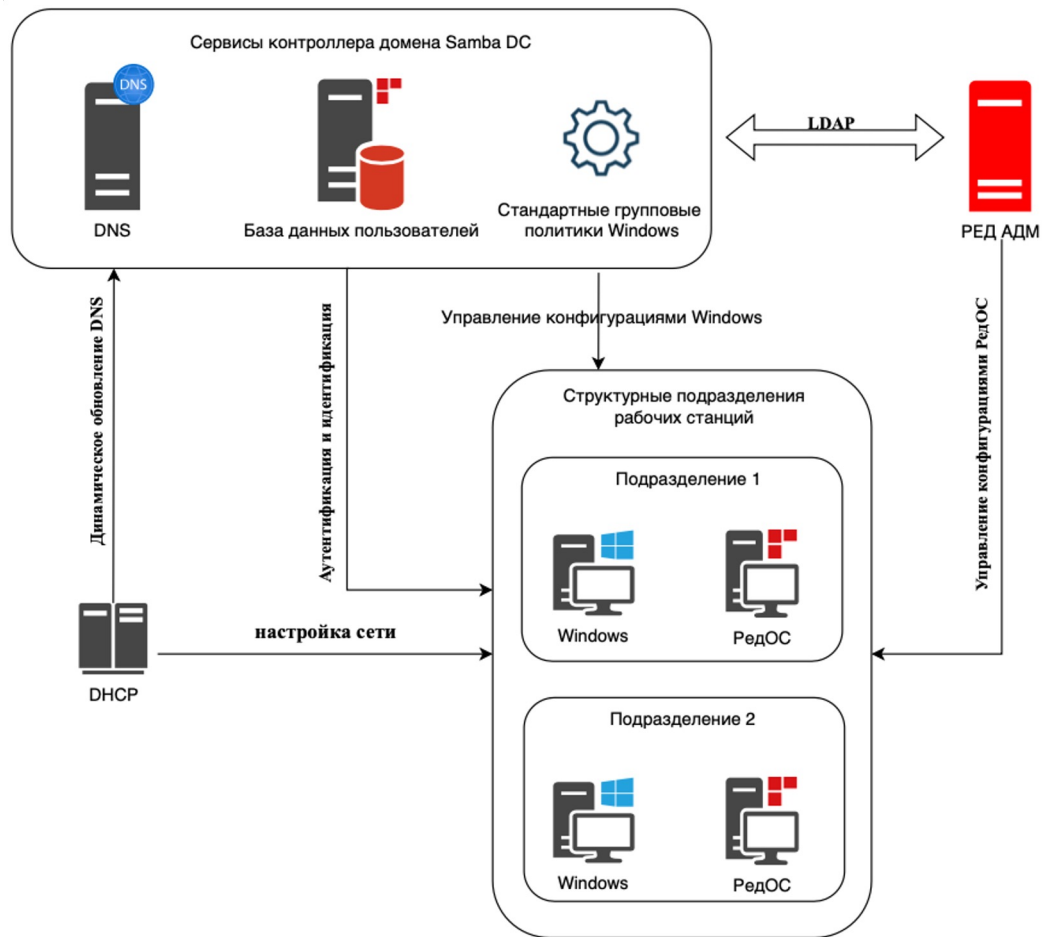 Сервисы контроллера домена Samba DC
DNS
DNS
База данных пользователей
Стандартные групповые
политики Windows
LDAP
РЕД АДМ
Динамическое обновление DNS
Аутентификация и идентификация
Управление конфигурациями Windows
Управление конфигурациями РедОС
Структурные подразделения
рабочих станций
Подразделение 1
Windows
РедОС
настройка сети
DHCP
Подразделение 2
Windows
РедОС